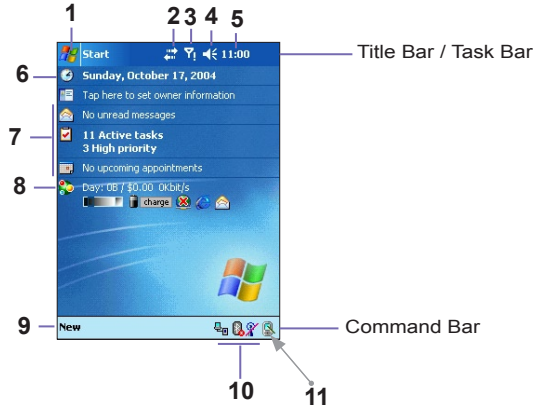 1 2 3 4 5
Start 11:00 Title Bar / Task Bar
6 Sunday, October 17, 2004
Tap here to set owner information
No unread messages
7 11 Active tasks
3 High priority
No upcoming appointments
8 Day: 0B / $0.00 0Kbit/s
charge
9 New Command Bar
10 11